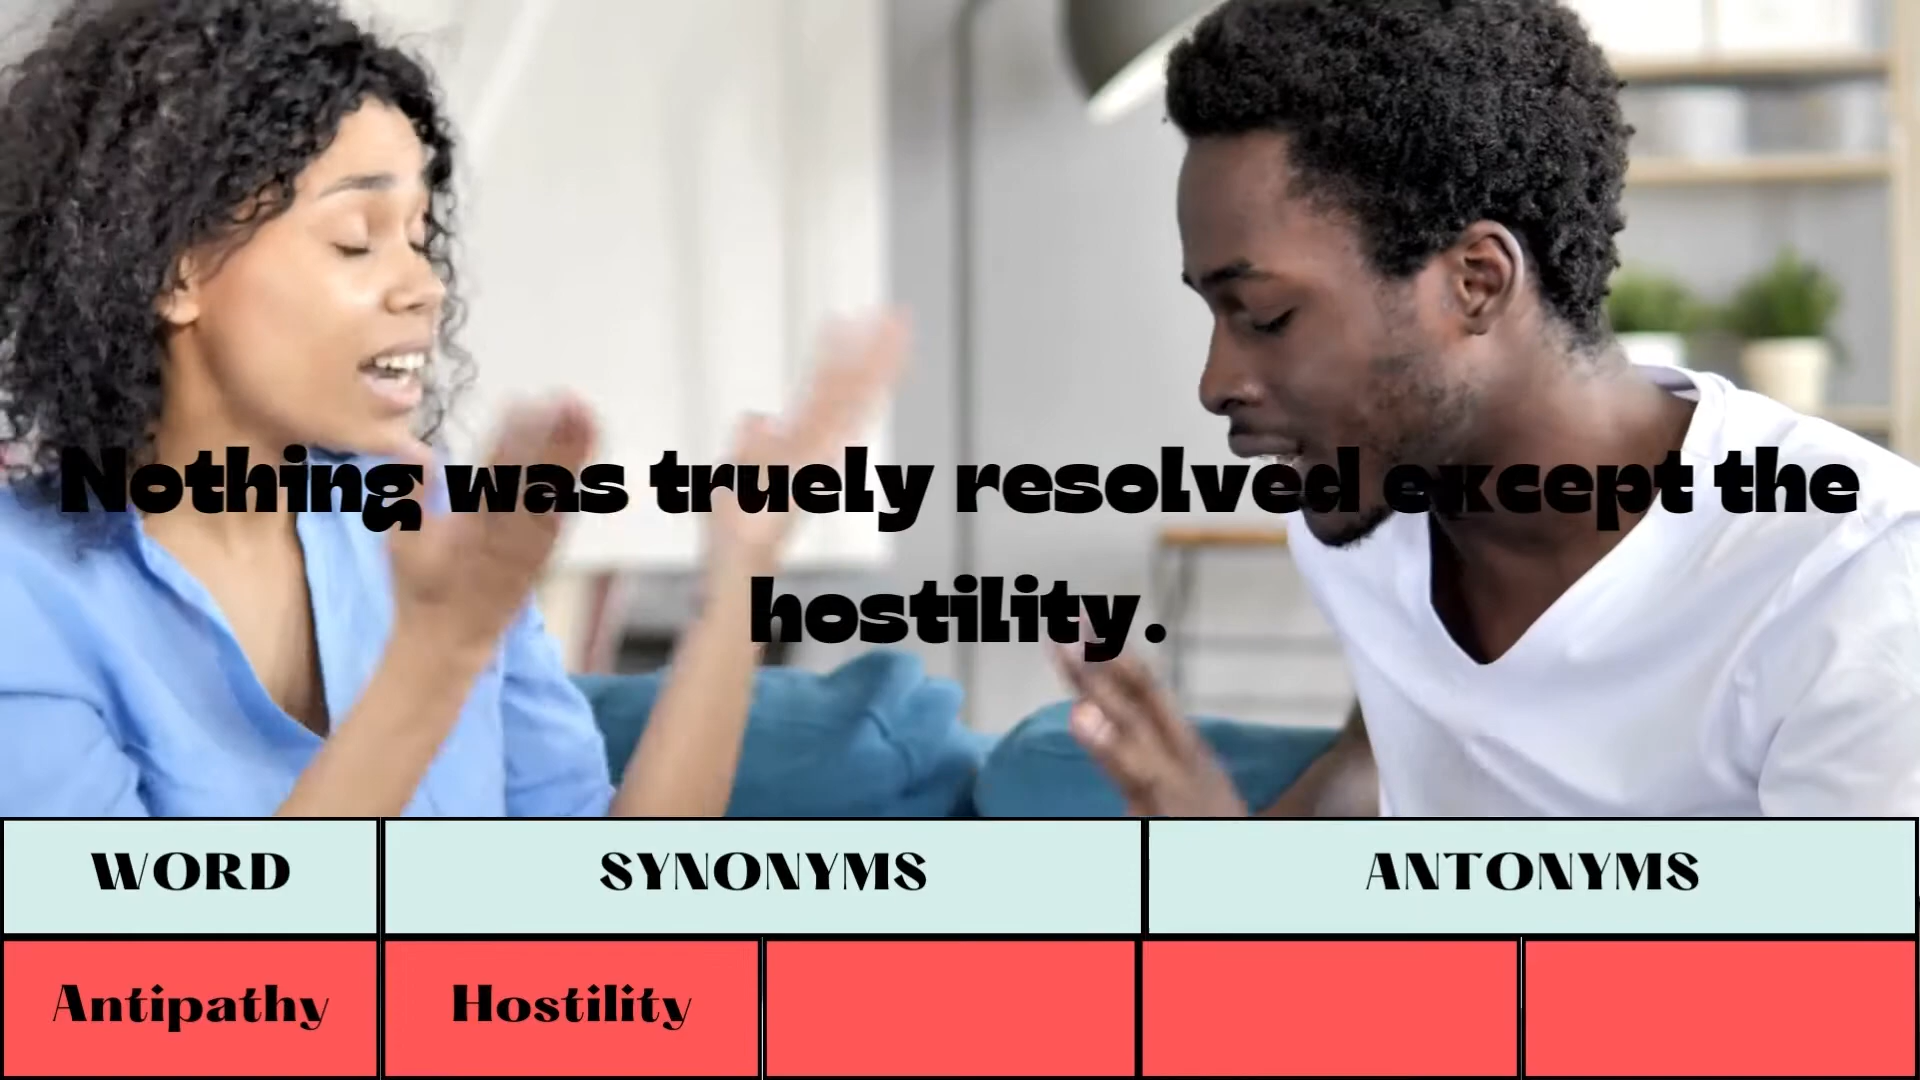 Nothing was truely resolved except the
hostility.
WORD SYNONYMS ANTONYMS
Antipathy Hostility